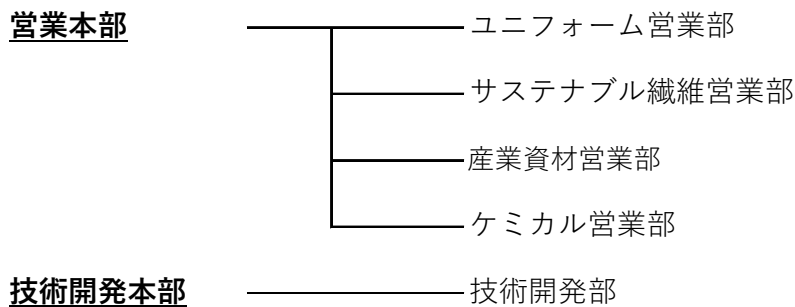 営業本部 ユニフォーム営業部
サステナブル繊維営業部
産業資材営業部
ケミカル営業部
技術開発本部 技術開発部